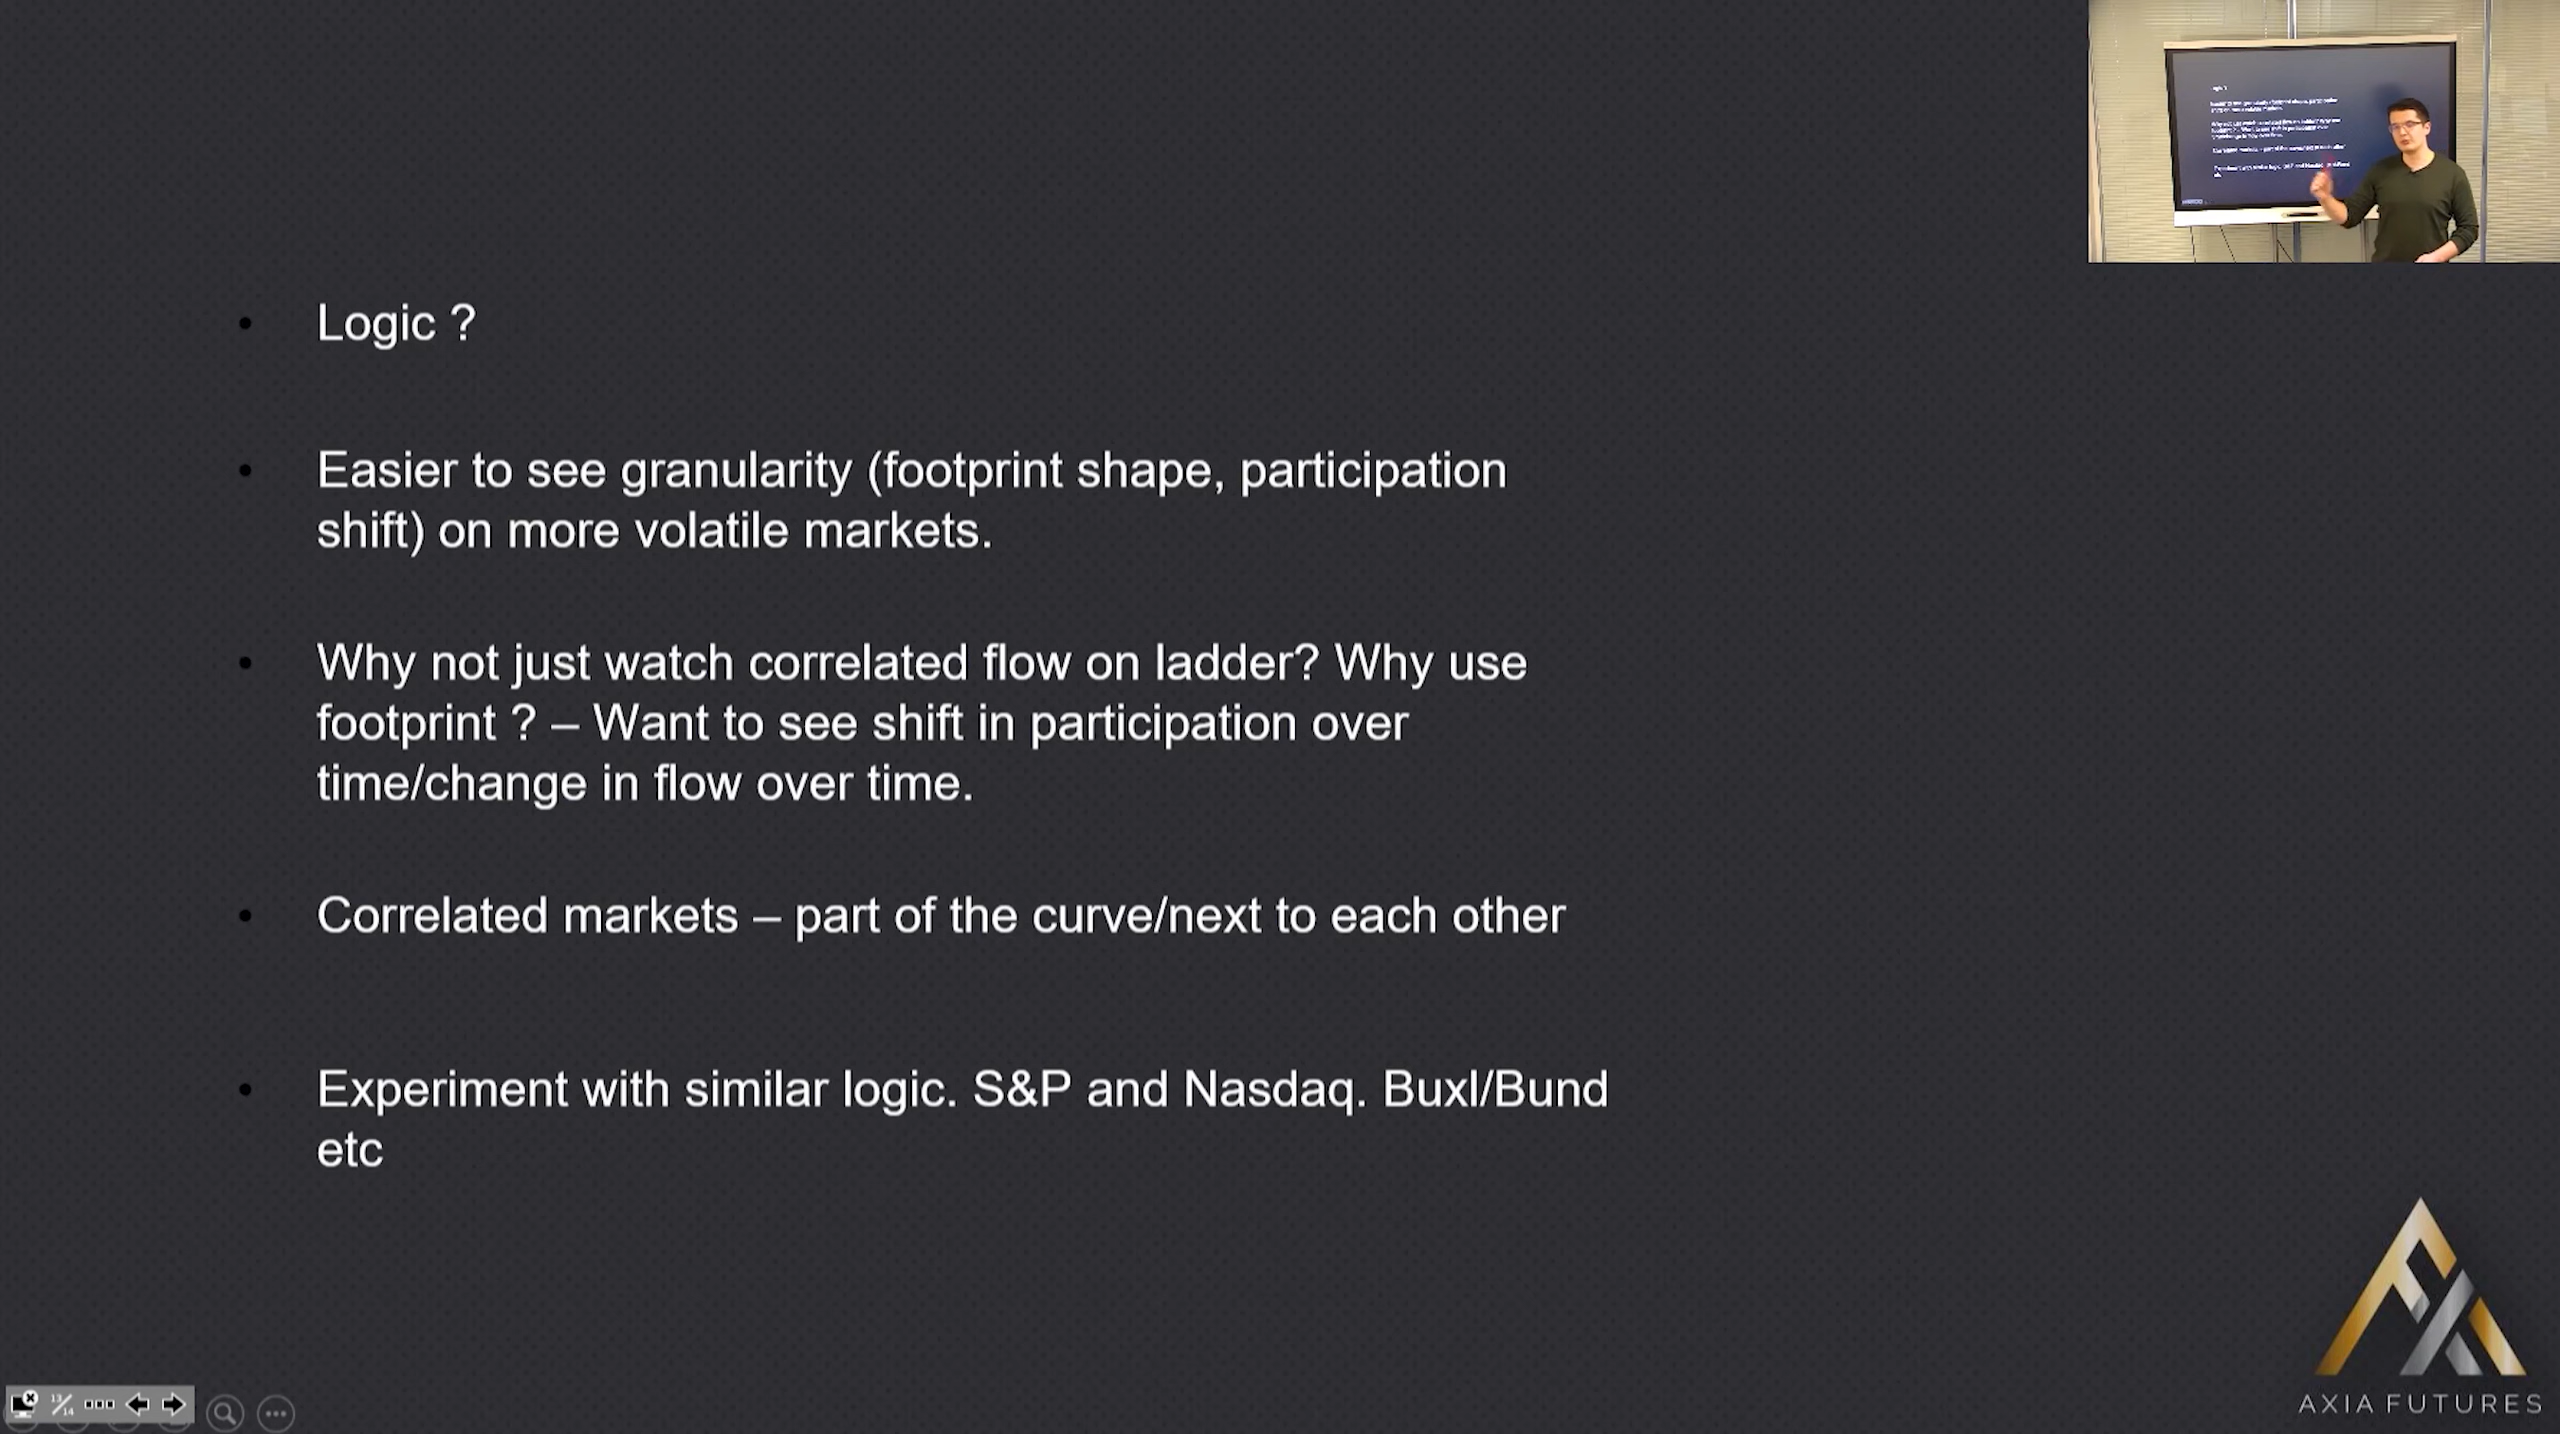 Logic ?
Easier to see granularity (footprint shape, participation
shift) on more volatile markets.
Why not just watch correlated flow on ladder? Why use
footprint ? – Want to see shift in participation over
time/change in flow over time.
Correlated markets – part of the curve/next to each other
Experiment with similar logic. S&P and Nasdaq. Buxl/Bund
etc
13/14
AXIA FUTURES